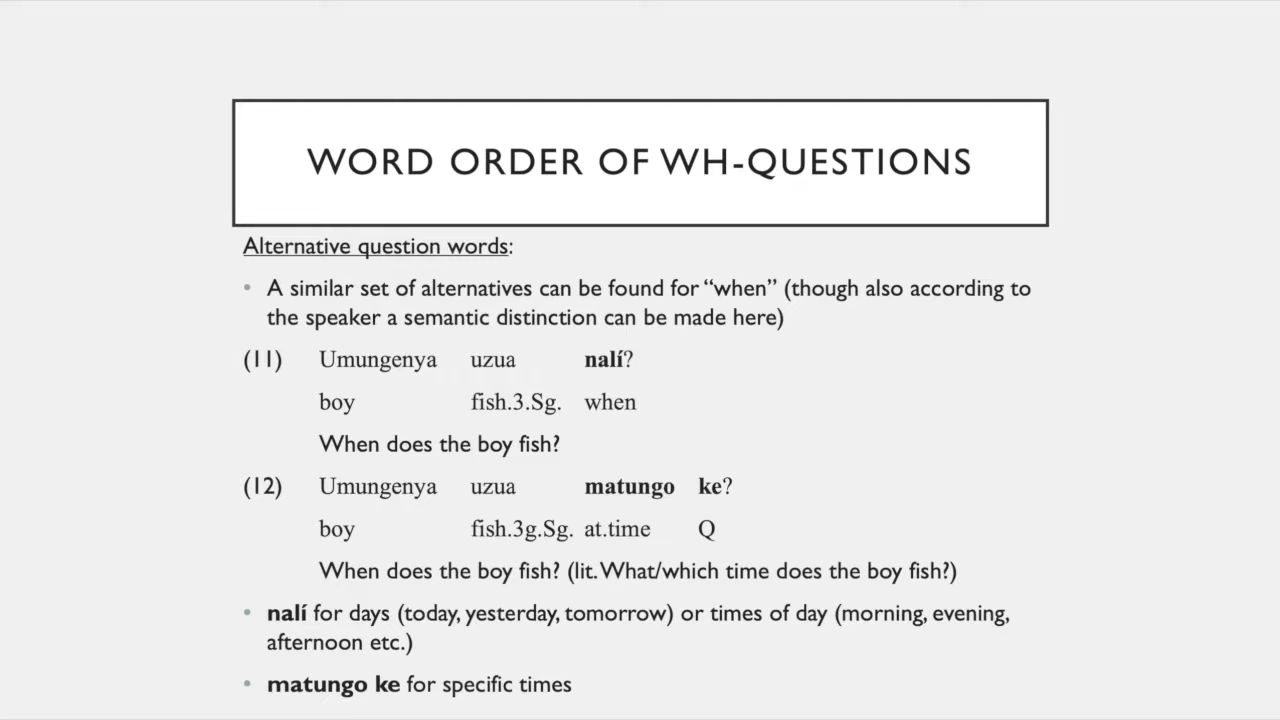 WORD ORDER OF WH-QUESTIONS
Alternative question words:
• A similar set of alternatives can be found for “when” (though also according to
the speaker a semantic distinction can be made here)
(11) Umungenya uzua nalí?
boy fish.3.Sg. when
When does the boy fish?
(12) Umungenya uzua matungo ke?
boy fish.3g.Sg. at.time Q
When does the boy fish? (lit. What/which time does the boy fish?)
• nalí for days (today, yesterday, tomorrow) or times of day (morning, evening,
afternoon etc.)
• matungo ke for specific times